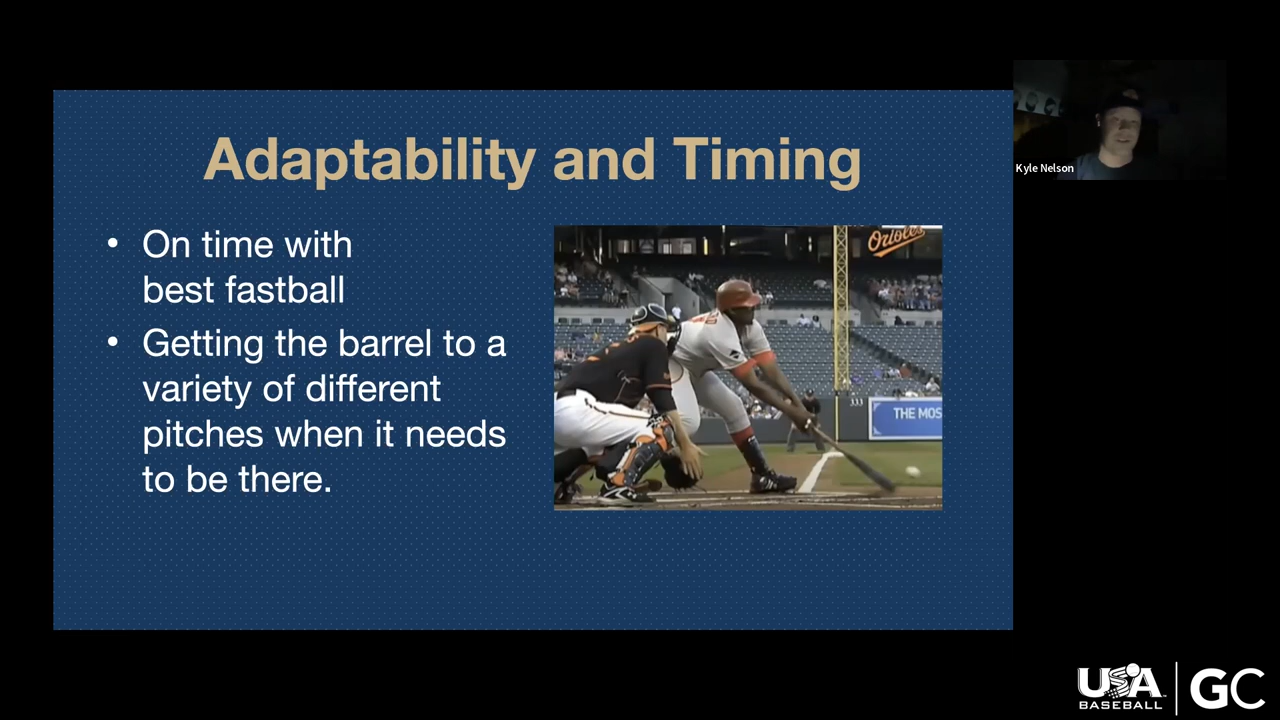 Adaptability and Timing
• On time with
best fastball
• Getting the barrel to a
variety of different
pitches when it needs
to be there.
Orioles
333
THE MOS
Kyle Nelson
USA
BASEBALL
GC